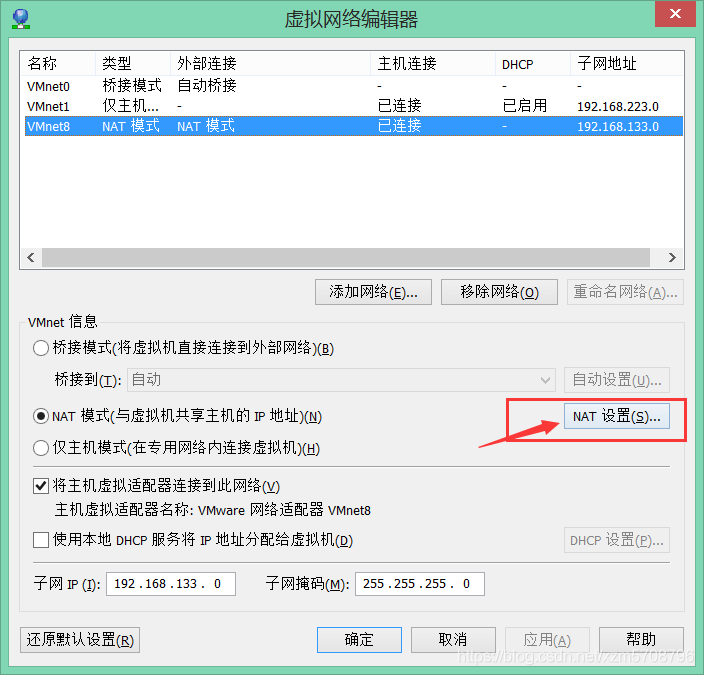 虚拟网络编辑器
名称 类型 外部连接 主机连接 DHCP 子网地址
VMnet0 桥接模式 自动桥接 - - -
VMnet1 仅主机... - 已连接 已启用 192.168.223.0
VMnet8 NAT 模式 NAT 模式 已连接 - 192.168.133.0
添加网络(E)... 移除网络(O) 重命名网络(A)...
VMnet 信息
桥接模式(将虚拟机直接连接到外部网络)(B)
桥接到(T): 自动 自动设置(U)...
NAT 模式(与虚拟机共享主机的 IP 地址)(N) NAT 设置(S)...
仅主机模式(在专用网络内连接虚拟机)(H)
将主机虚拟适配器连接到此网络(V)
主机虚拟适配器名称: VMware 网络适配器 VMnet8
使用本地 DHCP 服务将 IP 地址分配给虚拟机(D) DHCP 设置(P)...
子网 IP (I): 192.168.133. 0 子网掩码(M): 255.255.255. 0
还原默认设置(R) 确定 取消 应用(A) 帮助
https://blog.csdn.net/xzm5708796